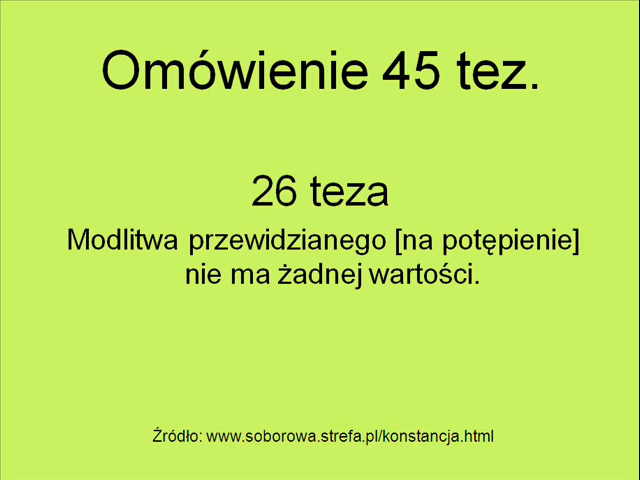 Omówienie 45 tez.
26 teza
Modlitwa przewidzianego [na potępienie]
nie ma żadnej wartości.
Źródło: www.soborowa.strefa.pl/konstancja.html